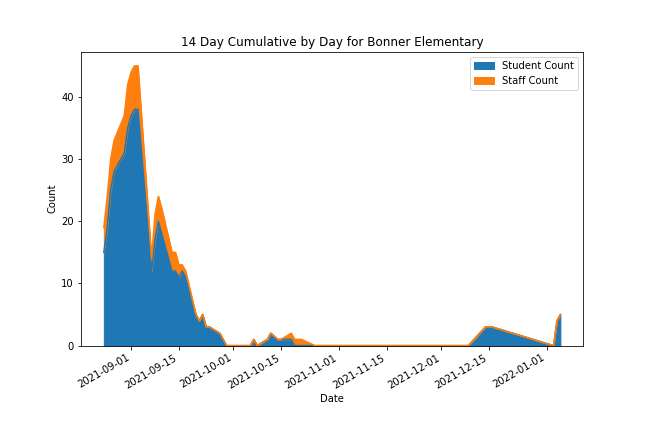 14 Day Cumulative by Day for Bonner Elementary
Student Count
Staff Count
Count
40
30
20
10
0
2021-09-01
2021-09-15
2021-10-01
2021-10-15
2021-11-01
2021-11-15
2021-12-01
2021-12-15
2022-01-01
Date